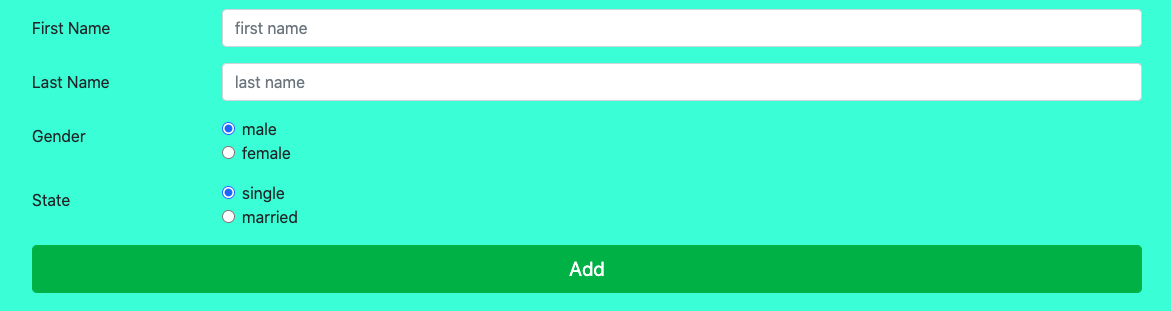 First Name first name
Last Name last name
Gender male
female
State single
married
Add